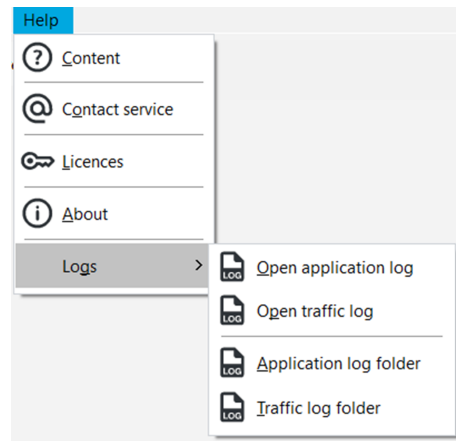 Help
Content
Contact service
Licences
About
Logs
LOG Open application log
LOG Open traffic log
LOG Application log folder
LOG Traffic log folder